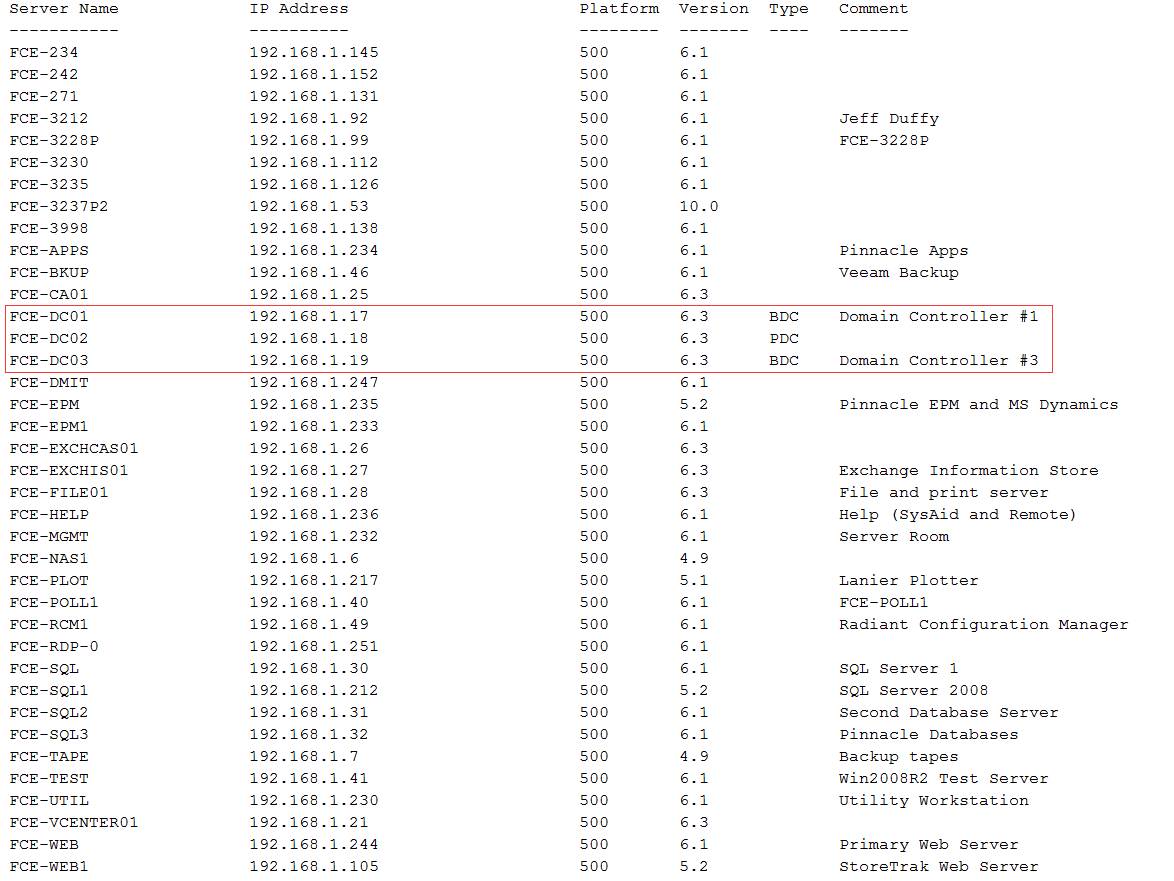 Server Name IP Address Platform Version Type Comment
----------- ---------- -------- ------- ---- -------
FCE-234 192.168.1.145 500 6.1
FCE-242 192.168.1.152 500 6.1
FCE-271 192.168.1.131 500 6.1
FCE-3212 192.168.1.92 500 6.1 Jeff Duffy
FCE-3228P 192.168.1.99 500 6.1 FCE-3228P
FCE-3230 192.168.1.112 500 6.1
FCE-3235 192.168.1.126 500 6.1
FCE-3237P2 192.168.1.53 500 10.0
FCE-3998 192.168.1.138 500 6.1
FCE-APPS 192.168.1.234 500 6.1 Pinnacle Apps
FCE-BKUP 192.168.1.46 500 6.1 Veeam Backup
FCE-CA01 192.168.1.25 500 6.3
FCE-DC01 192.168.1.17 500 6.3 BDC Domain Controller #1
FCE-DC02 192.168.1.18 500 6.3 PDC
FCE-DC03 192.168.1.19 500 6.3 BDC Domain Controller #3
FCE-DMIT 192.168.1.247 500 6.1
FCE-EPM 192.168.1.235 500 5.2 Pinnacle EPM and MS Dynamics
FCE-EPM1 192.168.1.233 500 6.1
FCE-EXCHCAS01 192.168.1.26 500 6.3
FCE-EXCHIS01 192.168.1.27 500 6.3 Exchange Information Store
FCE-FILE01 192.168.1.28 500 6.3 File and print server
FCE-HELP 192.168.1.236 500 6.1 Help (SysAid and Remote)
FCE-MGMT 192.168.1.232 500 6.1 Server Room
FCE-NAS1 192.168.1.6 500 4.9
FCE-PLOT 192.168.1.217 500 5.1 Lanier Plotter
FCE-POLL1 192.168.1.40 500 6.1 FCE-POLL1
FCE-RCM1 192.168.1.49 500 6.1 Radiant Configuration Manager
FCE-RDP-0 192.168.1.251 500 6.1
FCE-SQL 192.168.1.30 500 6.1 SQL Server 1
FCE-SQL1 192.168.1.212 500 5.2 SQL Server 2008
FCE-SQL2 192.168.1.31 500 6.1 Second Database Server
FCE-SQL3 192.168.1.32 500 6.1 Pinnacle Databases
FCE-TAPE 192.168.1.7 500 4.9 Backup tapes
FCE-TEST 192.168.1.41 500 6.1 Win2008R2 Test Server
FCE-UTIL 192.168.1.230 500 6.1 Utility Workstation
FCE-VCENTER01 192.168.1.21 500 6.3
FCE-WEB 192.168.1.244 500 6.1 Primary Web Server
FCE-WEB1 192.168.1.105 500 5.2 StoreTrak Web Server